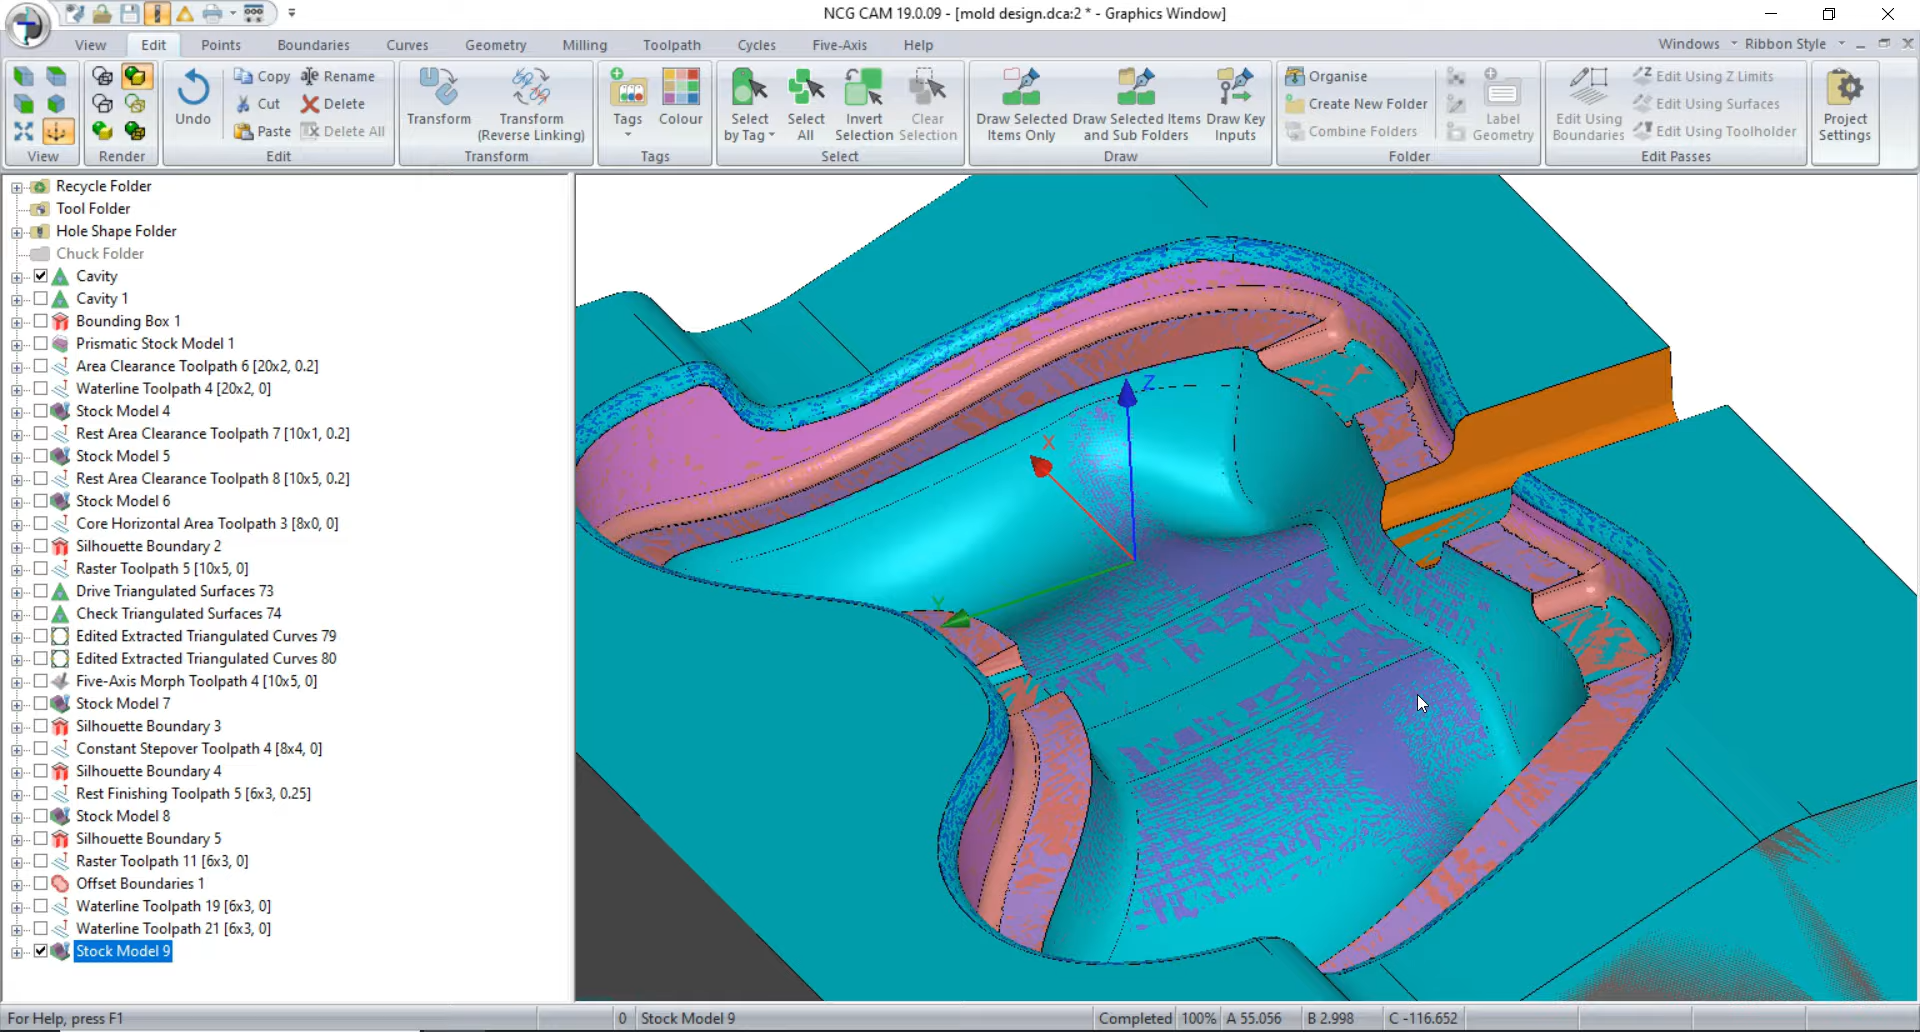 NCG CAM 19.0.09 - [mold design.dca:2 * - Graphics Window]
View Edit Points Boundaries Curves Geometry Milling Toolpath Cycles Five-Axis Help Windows Ribbon Style
Undo Copy Cut Paste Rename Delete Delete All
Transform Transform (Reverse Linking)
Tags Colour
Select by Tag Select All Invert Selection Clear Selection
Draw Selected Items Only Draw Selected Items and Sub Folders Draw Key Inputs
Organise Create New Folder Combine Folders Label Geometry
Edit Using Boundaries Edit Using Z Limits Edit Using Surfaces Edit Using Toolholder
Project Settings
View Render Edit Transform Tags Select Draw Folder Edit Passes
Recycle Folder
Tool Folder
Hole Shape Folder
Chuck Folder
Cavity
Cavity 1
Bounding Box 1
Prismatic Stock Model 1
Area Clearance Toolpath 6 [20x2, 0.2]
Waterline Toolpath 4 [20x2, 0]
Stock Model 4
Rest Area Clearance Toolpath 7 [10x1, 0.2]
Stock Model 5
Rest Area Clearance Toolpath 8 [10x5, 0.2]
Stock Model 6
Core Horizontal Area Toolpath 3 [8x0, 0]
Silhouette Boundary 2
Raster Toolpath 5 [10x5, 0]
Drive Triangulated Surfaces 73
Check Triangulated Surfaces 74
Edited Extracted Triangulated Curves 79
Edited Extracted Triangulated Curves 80
Five-Axis Morph Toolpath 4 [10x5, 0]
Stock Model 7
Silhouette Boundary 3
Constant Stepover Toolpath 4 [8x4, 0]
Silhouette Boundary 4
Rest Finishing Toolpath 5 [6x3, 0.25]
Stock Model 8
Silhouette Boundary 5
Raster Toolpath 11 [6x3, 0]
Offset Boundaries 1
Waterline Toolpath 19 [6x3, 0]
Waterline Toolpath 21 [6x3, 0]
Stock Model 9
Z
X
Y
For Help, press F1 0 Stock Model 9 Completed 100% A 55.056 B 2.998 C -116.652